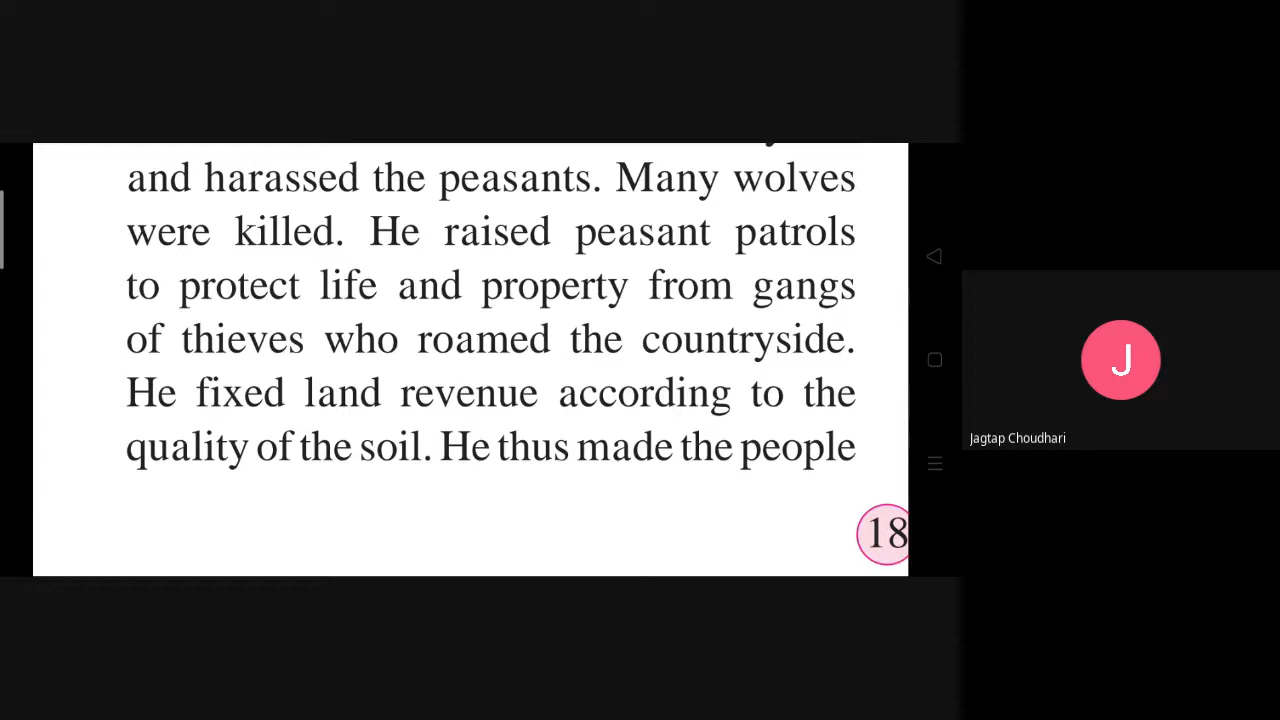 and harassed the peasants. Many wolves
were killed. He raised peasant patrols
to protect life and property from gangs
of thieves who roamed the countryside.
He fixed land revenue according to the
quality of the soil. He thus made the people
18
J
Jagtap Choudhari